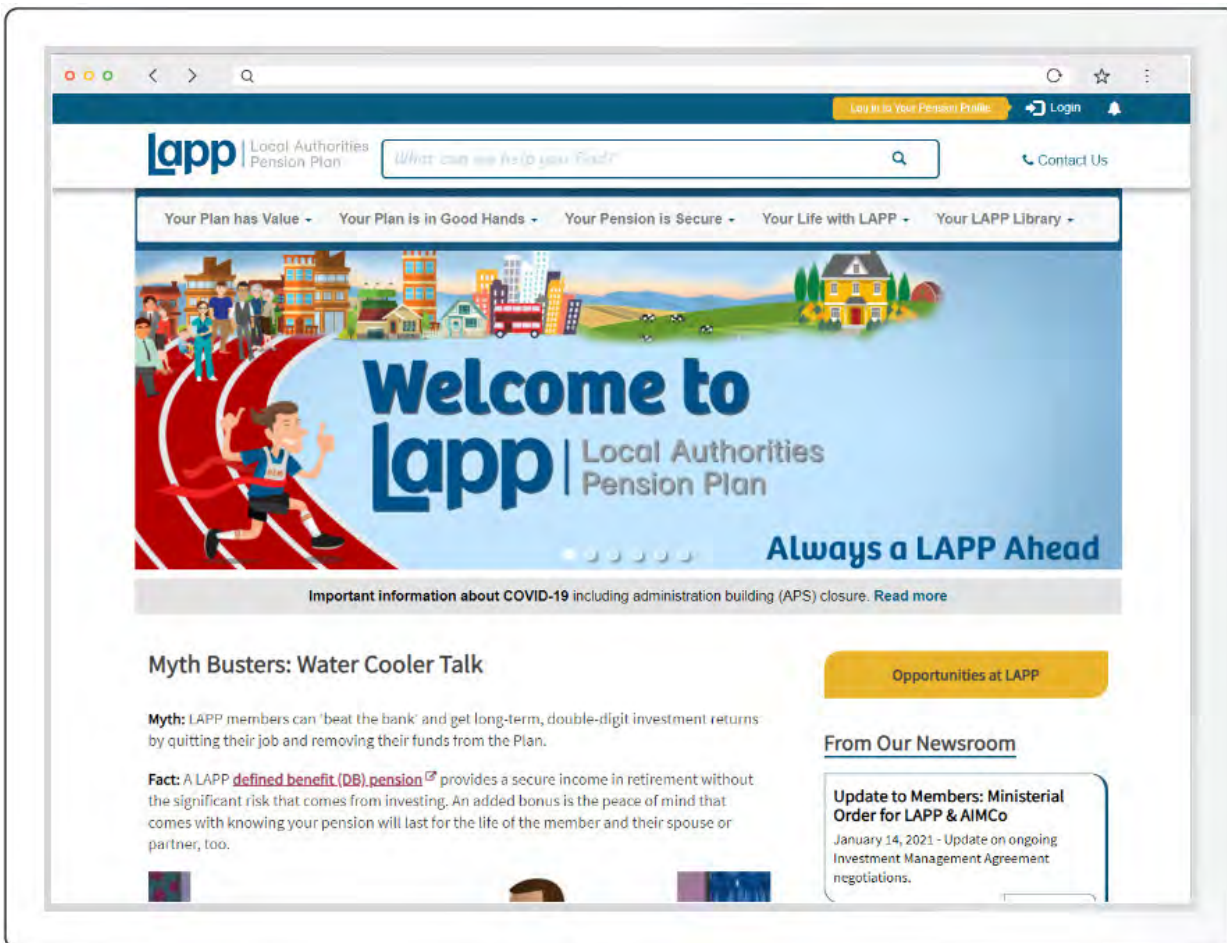 Log in to Your Pension Profile
Login
lapp
Local Authorities
Pension Plan
What can we help you find?
Contact Us
Your Plan has Value
Your Plan is in Good Hands
Your Pension is Secure
Your Life with LAPP
Your LAPP Library
Welcome to
lapp
Local Authorities
Pension Plan
Always a LAPP Ahead
Important information about COVID-19 including administration building (APS) closure. Read more
Myth Busters: Water Cooler Talk
Myth: LAPP members can 'beat the bank' and get long-term, double-digit investment returns
by quitting their job and removing their funds from the Plan.
Fact: A LAPP defined benefit (DB) pension provides a secure income in retirement without
the significant risk that comes from investing. An added bonus is the peace of mind that
comes with knowing your pension will last for the life of the member and their spouse or
partner, too.
Opportunities at LAPP
From Our Newsroom
Update to Members: Ministerial
Order for LAPP & AIMCo
January 14, 2021 - Update on ongoing
Investment Management Agreement
negotiations.